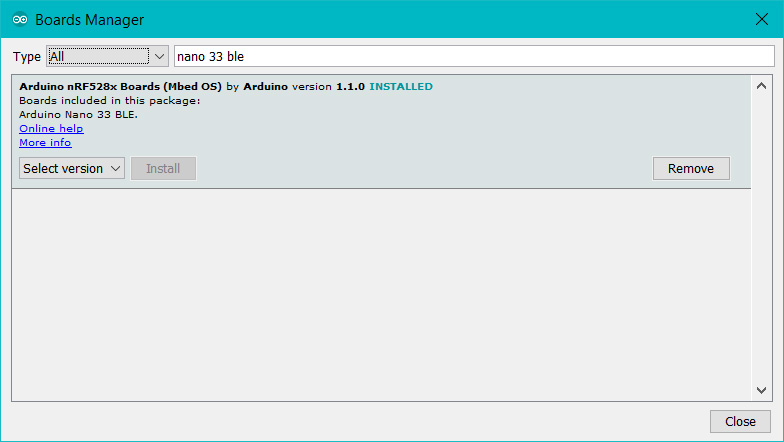 Boards Manager
Type All nano 33 ble
Arduino nRF528x Boards (Mbed OS) by Arduino version 1.1.0 INSTALLED
Boards included in this package:
Arduino Nano 33 BLE.
Online help
More info
Select version Install Remove
Close